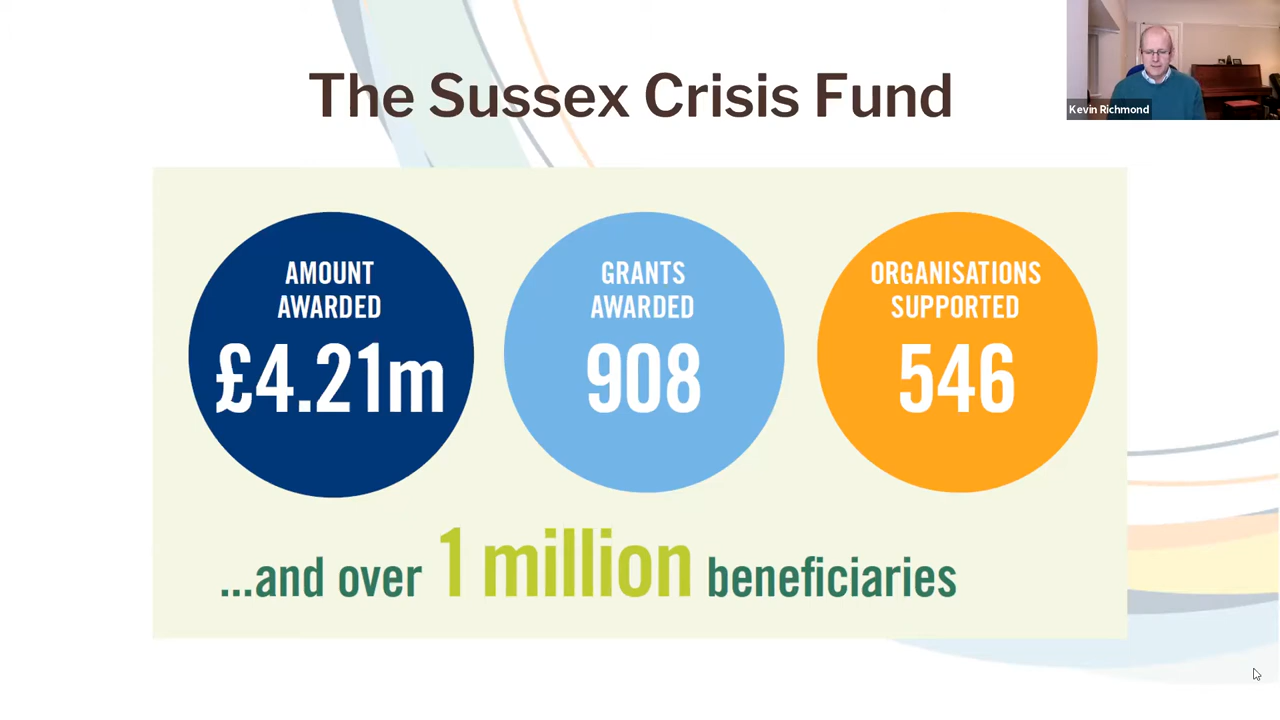 The Sussex Crisis Fund
Kevin Richmond
AMOUNT
AWARDED
£4.21m
GRANTS
AWARDED
908
ORGANISATIONS
SUPPORTED
546
...and over 1 million beneficiaries